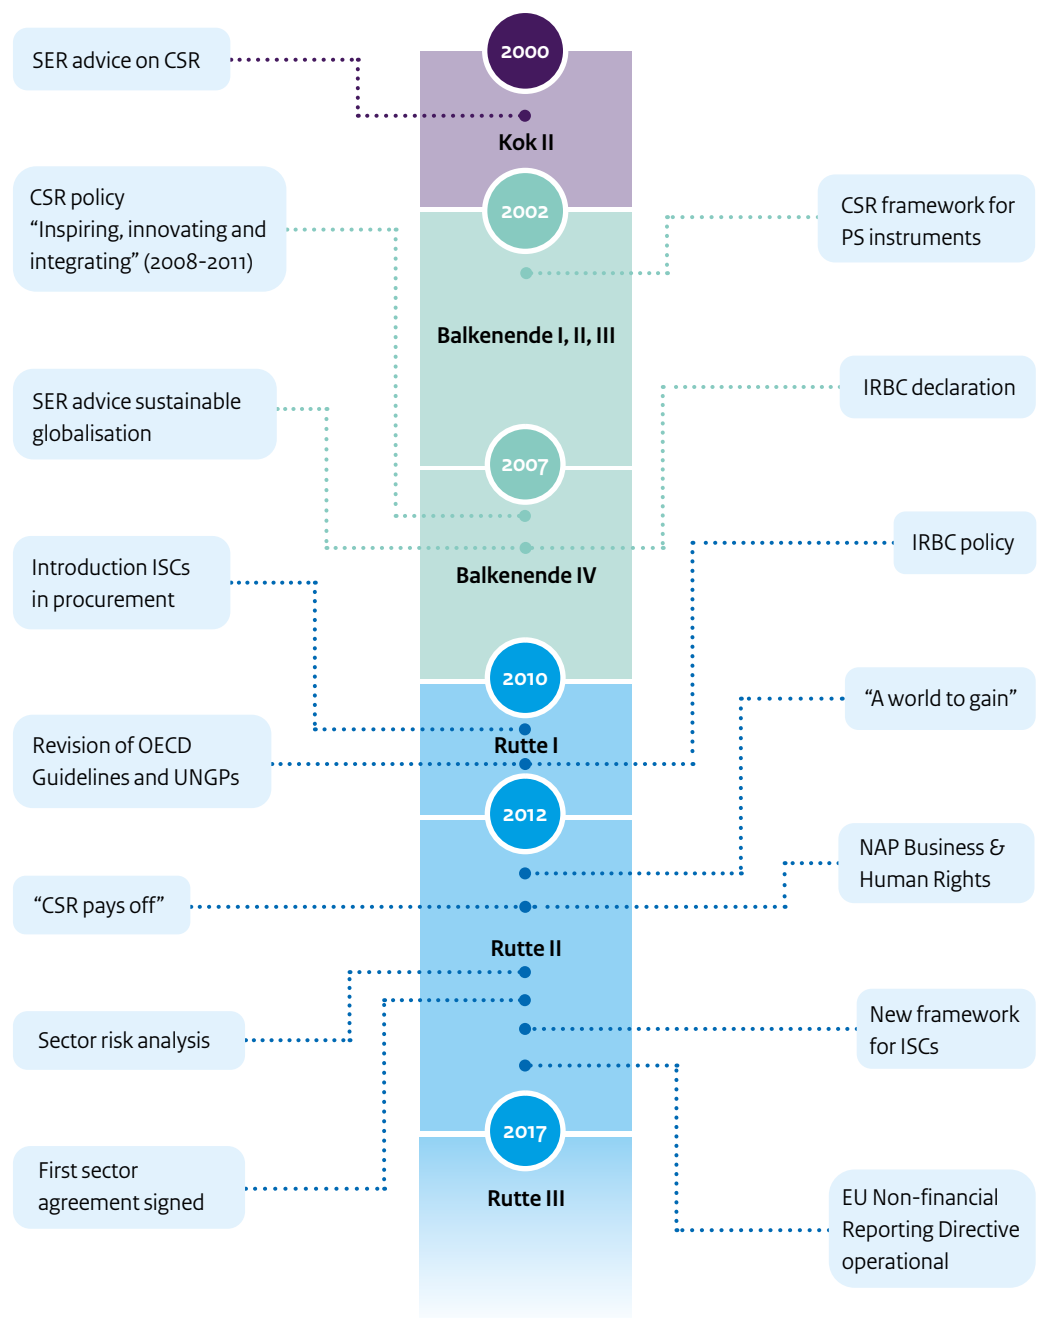 2000
SER advice on CSR
Kok II
CSR policy
“Inspiring, innovating and
integrating” (2008-2011)
2002
CSR framework for
PS instruments
Balkenende I, II, III
SER advice sustainable
globalisation
IRBC declaration
2007
IRBC policy
Introduction ISCs
in procurement
Balkenende IV
2010
“A world to gain”
Revision of OECD
Guidelines and UNGPs
Rutte I
2012
NAP Business &
Human Rights
“CSR pays off”
Rutte II
Sector risk analysis
New framework
for ISCs
2017
First sector
agreement signed
Rutte III
EU Non-financial
Reporting Directive
operational